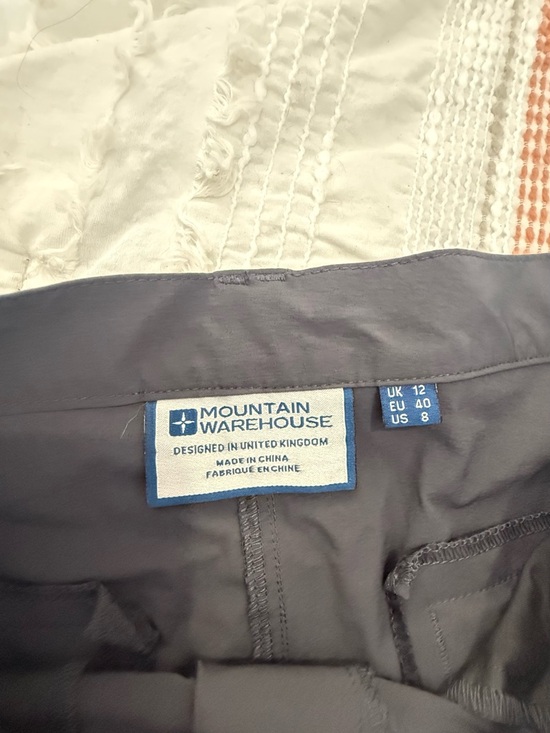 MOUNTAIN
WAREHOUSE
DESIGNED IN UNITED KINGDOM
MADE IN CHINA
FABRIQUE EN CHINE
UK 12
EU 40
US 8